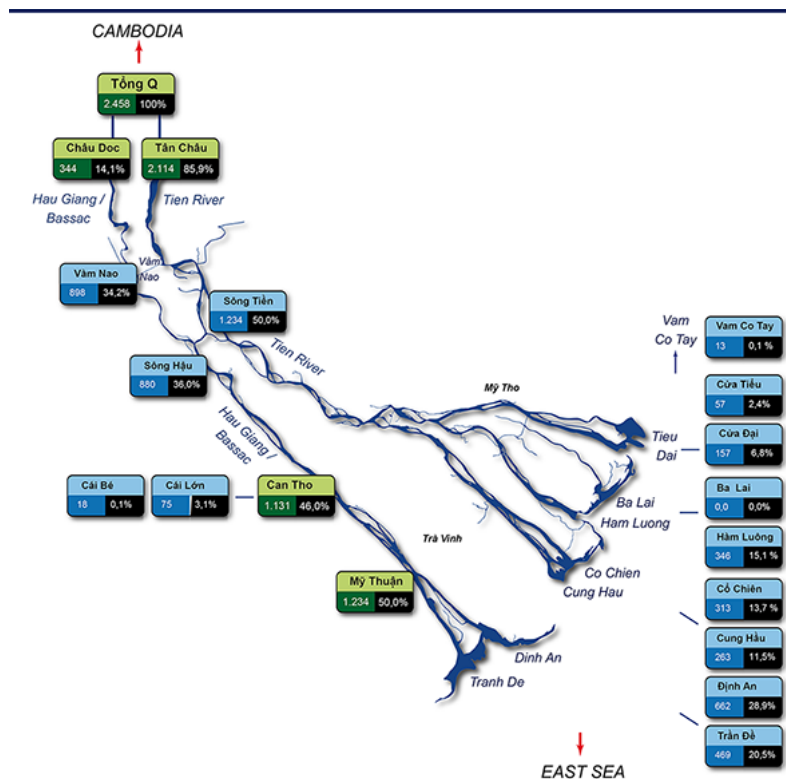 CAMBODIA
Tổng Q
2.458 100%
Châu Doc
344 14,1%
Tân Châu
2.114 85,9%
Hau Giang /
Bassac
Tien River
Vàm
Nao
Vàm Nao
898 34,2%
Sông Tiền
1.234 50,0%
Tien River
Sông Hậu
880 36,0%
Hau Giang /
Bassac
Cái Bé
18 0,1%
Cái Lớn
75 3,1%
Can Tho
1.131 46,0%
Mỹ Tho
Trà Vinh
Mỹ Thuận
1.234 50,0%
Tieu
Dai
Ba Lai
Ham Luong
Co Chien
Cung Hau
Dinh An
Tranh De
Vam
Co Tay
Vam Co Tay
13 0,1 %
Cửa Tiểu
57 2,4%
Cửa Đại
157 6,8%
Ba Lai
0,0 0,0%
Hàm Luông
346 15,1 %
Cổ Chiên
313 13,7 %
Cung Hầu
263 11,5%
Định An
662 28,9%
Trần Đề
469 20,5%
EAST SEA